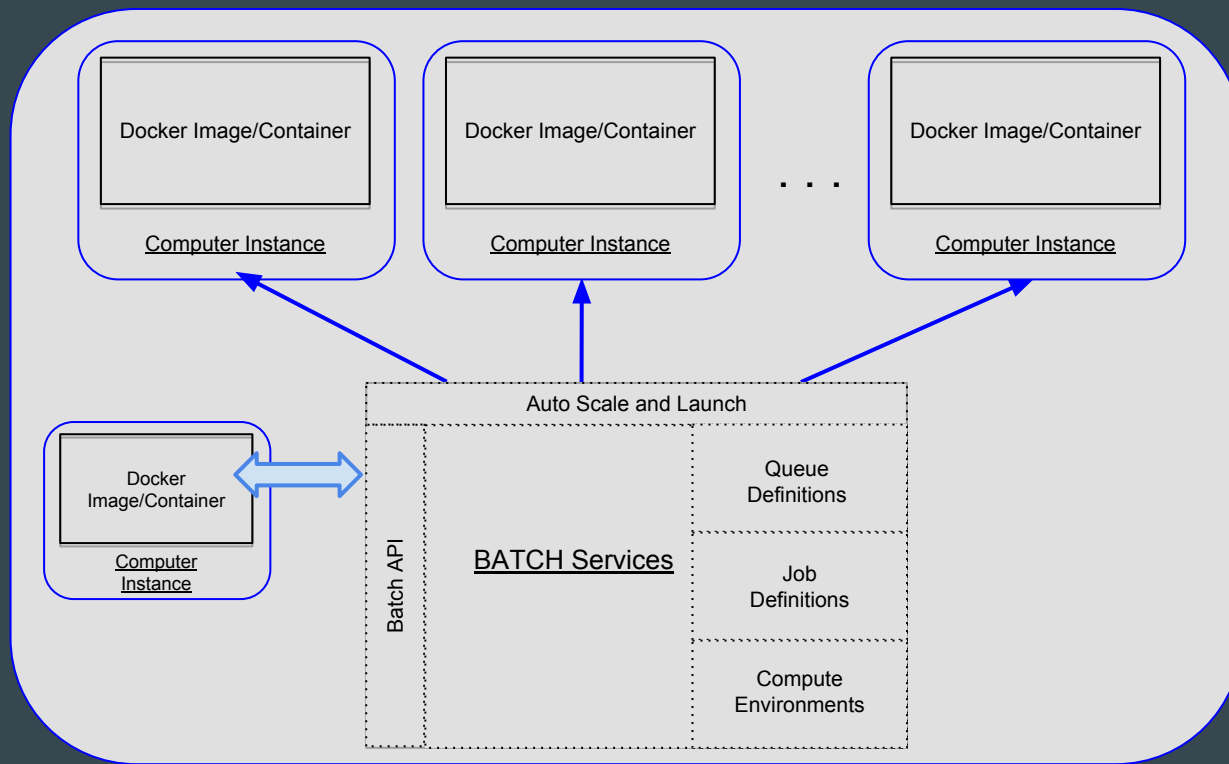 Docker Image/Container
Computer Instance
Docker Image/Container
Computer Instance
. . .
Docker Image/Container
Computer Instance
Docker
Image/Container
Computer
Instance
Auto Scale and Launch
Batch API
BATCH Services
Queue
Definitions
Job
Definitions
Compute
Environments